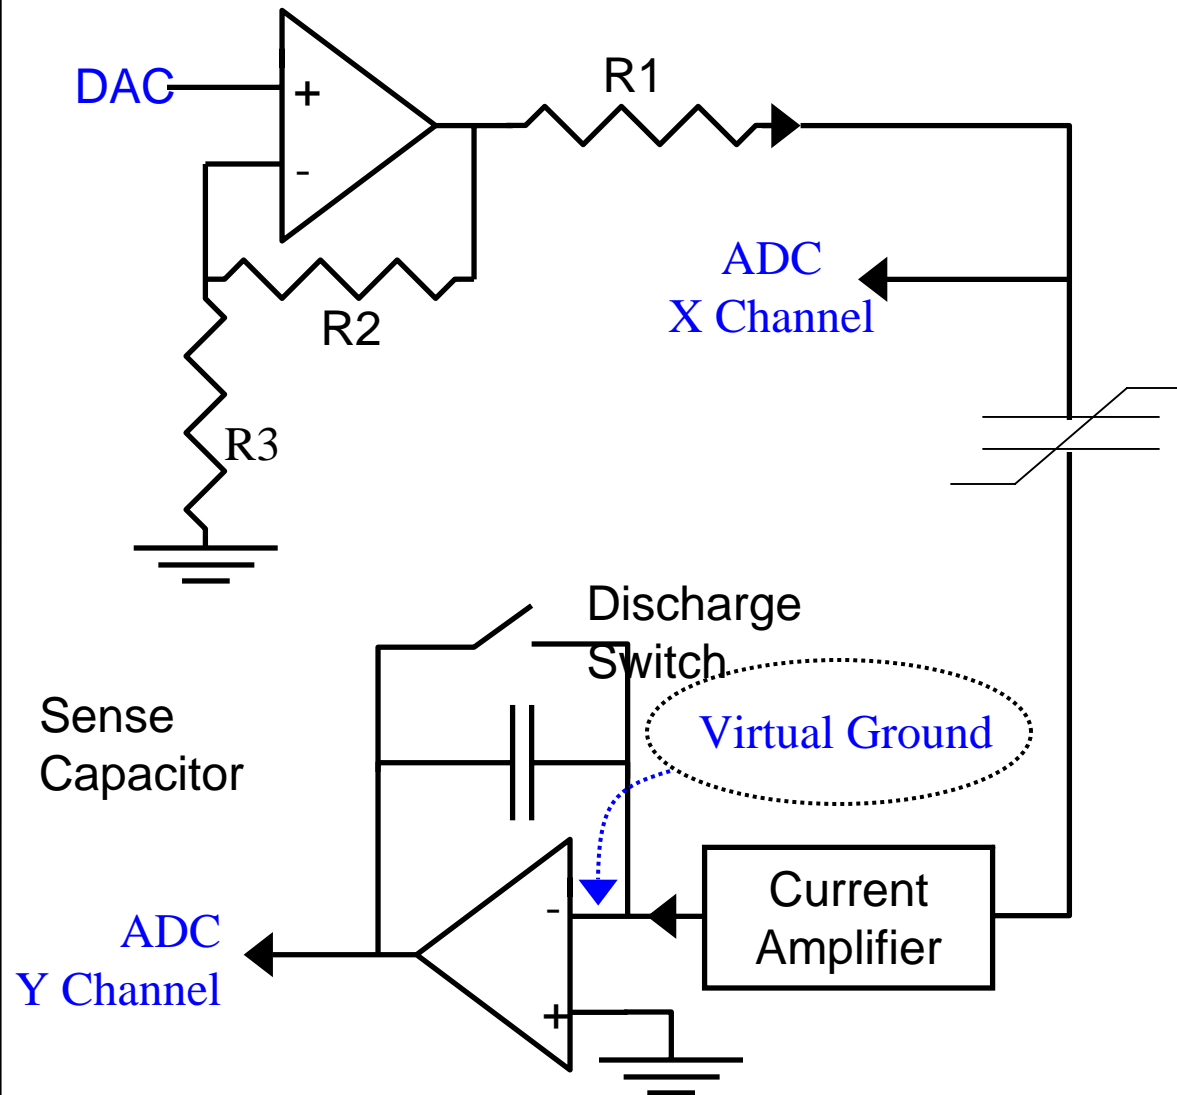 R1
DAC
+
-
ADC
X Channel
R2
R3
Discharge
Switch
Sense
Capacitor
Virtual Ground
Current
Amplifier
-
ADC
Y Channel
+